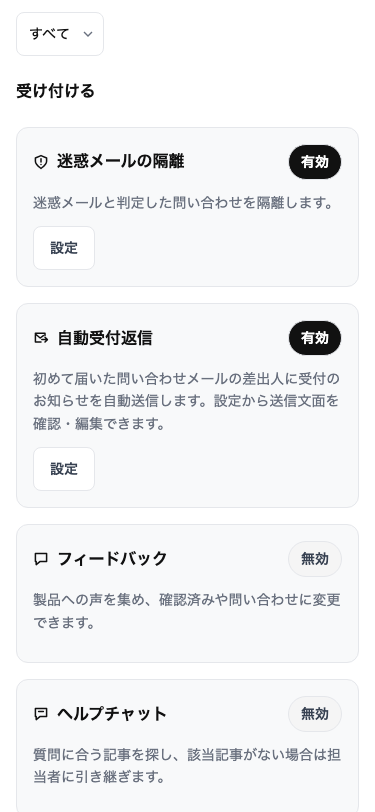 すべて
受け付ける
迷惑メールの隔離
有効
迷惑メールと判定した問い合わせを隔離します。
設定
自動受付返信
有効
初めて届いた問い合わせメールの差出人に受付の
お知らせを自動送信します。設定から送信文面を
確認・編集できます。
設定
フィードバック
無効
製品への声を集め、確認済みや問い合わせに変更
できます。
ヘルプチャット
無効
質問に合う記事を探し、該当記事がない場合は担
当者に引き継ぎます。